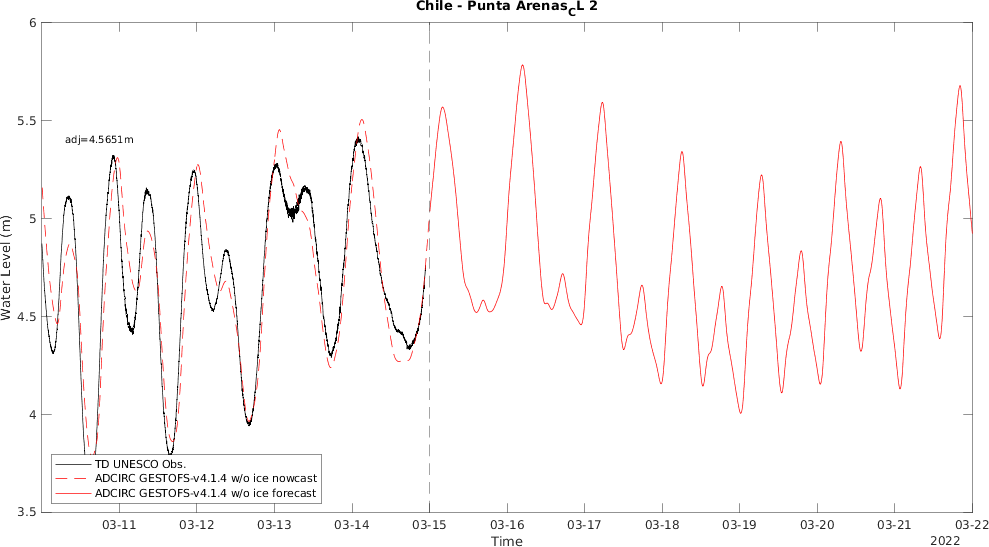 Chile - Punta Arenas_CL 2
6
5.5
5
4.5
4
3.5
Water Level (m)
adj=4.5651m
TD UNESCO Obs.
ADCIRC GESTOFS-v4.1.4 w/o ice nowcast
ADCIRC GESTOFS-v4.1.4 w/o ice forecast
03-11 03-12 03-13 03-14 03-15 03-16 03-17 03-18 03-19 03-20 03-21 03-22
Time
2022